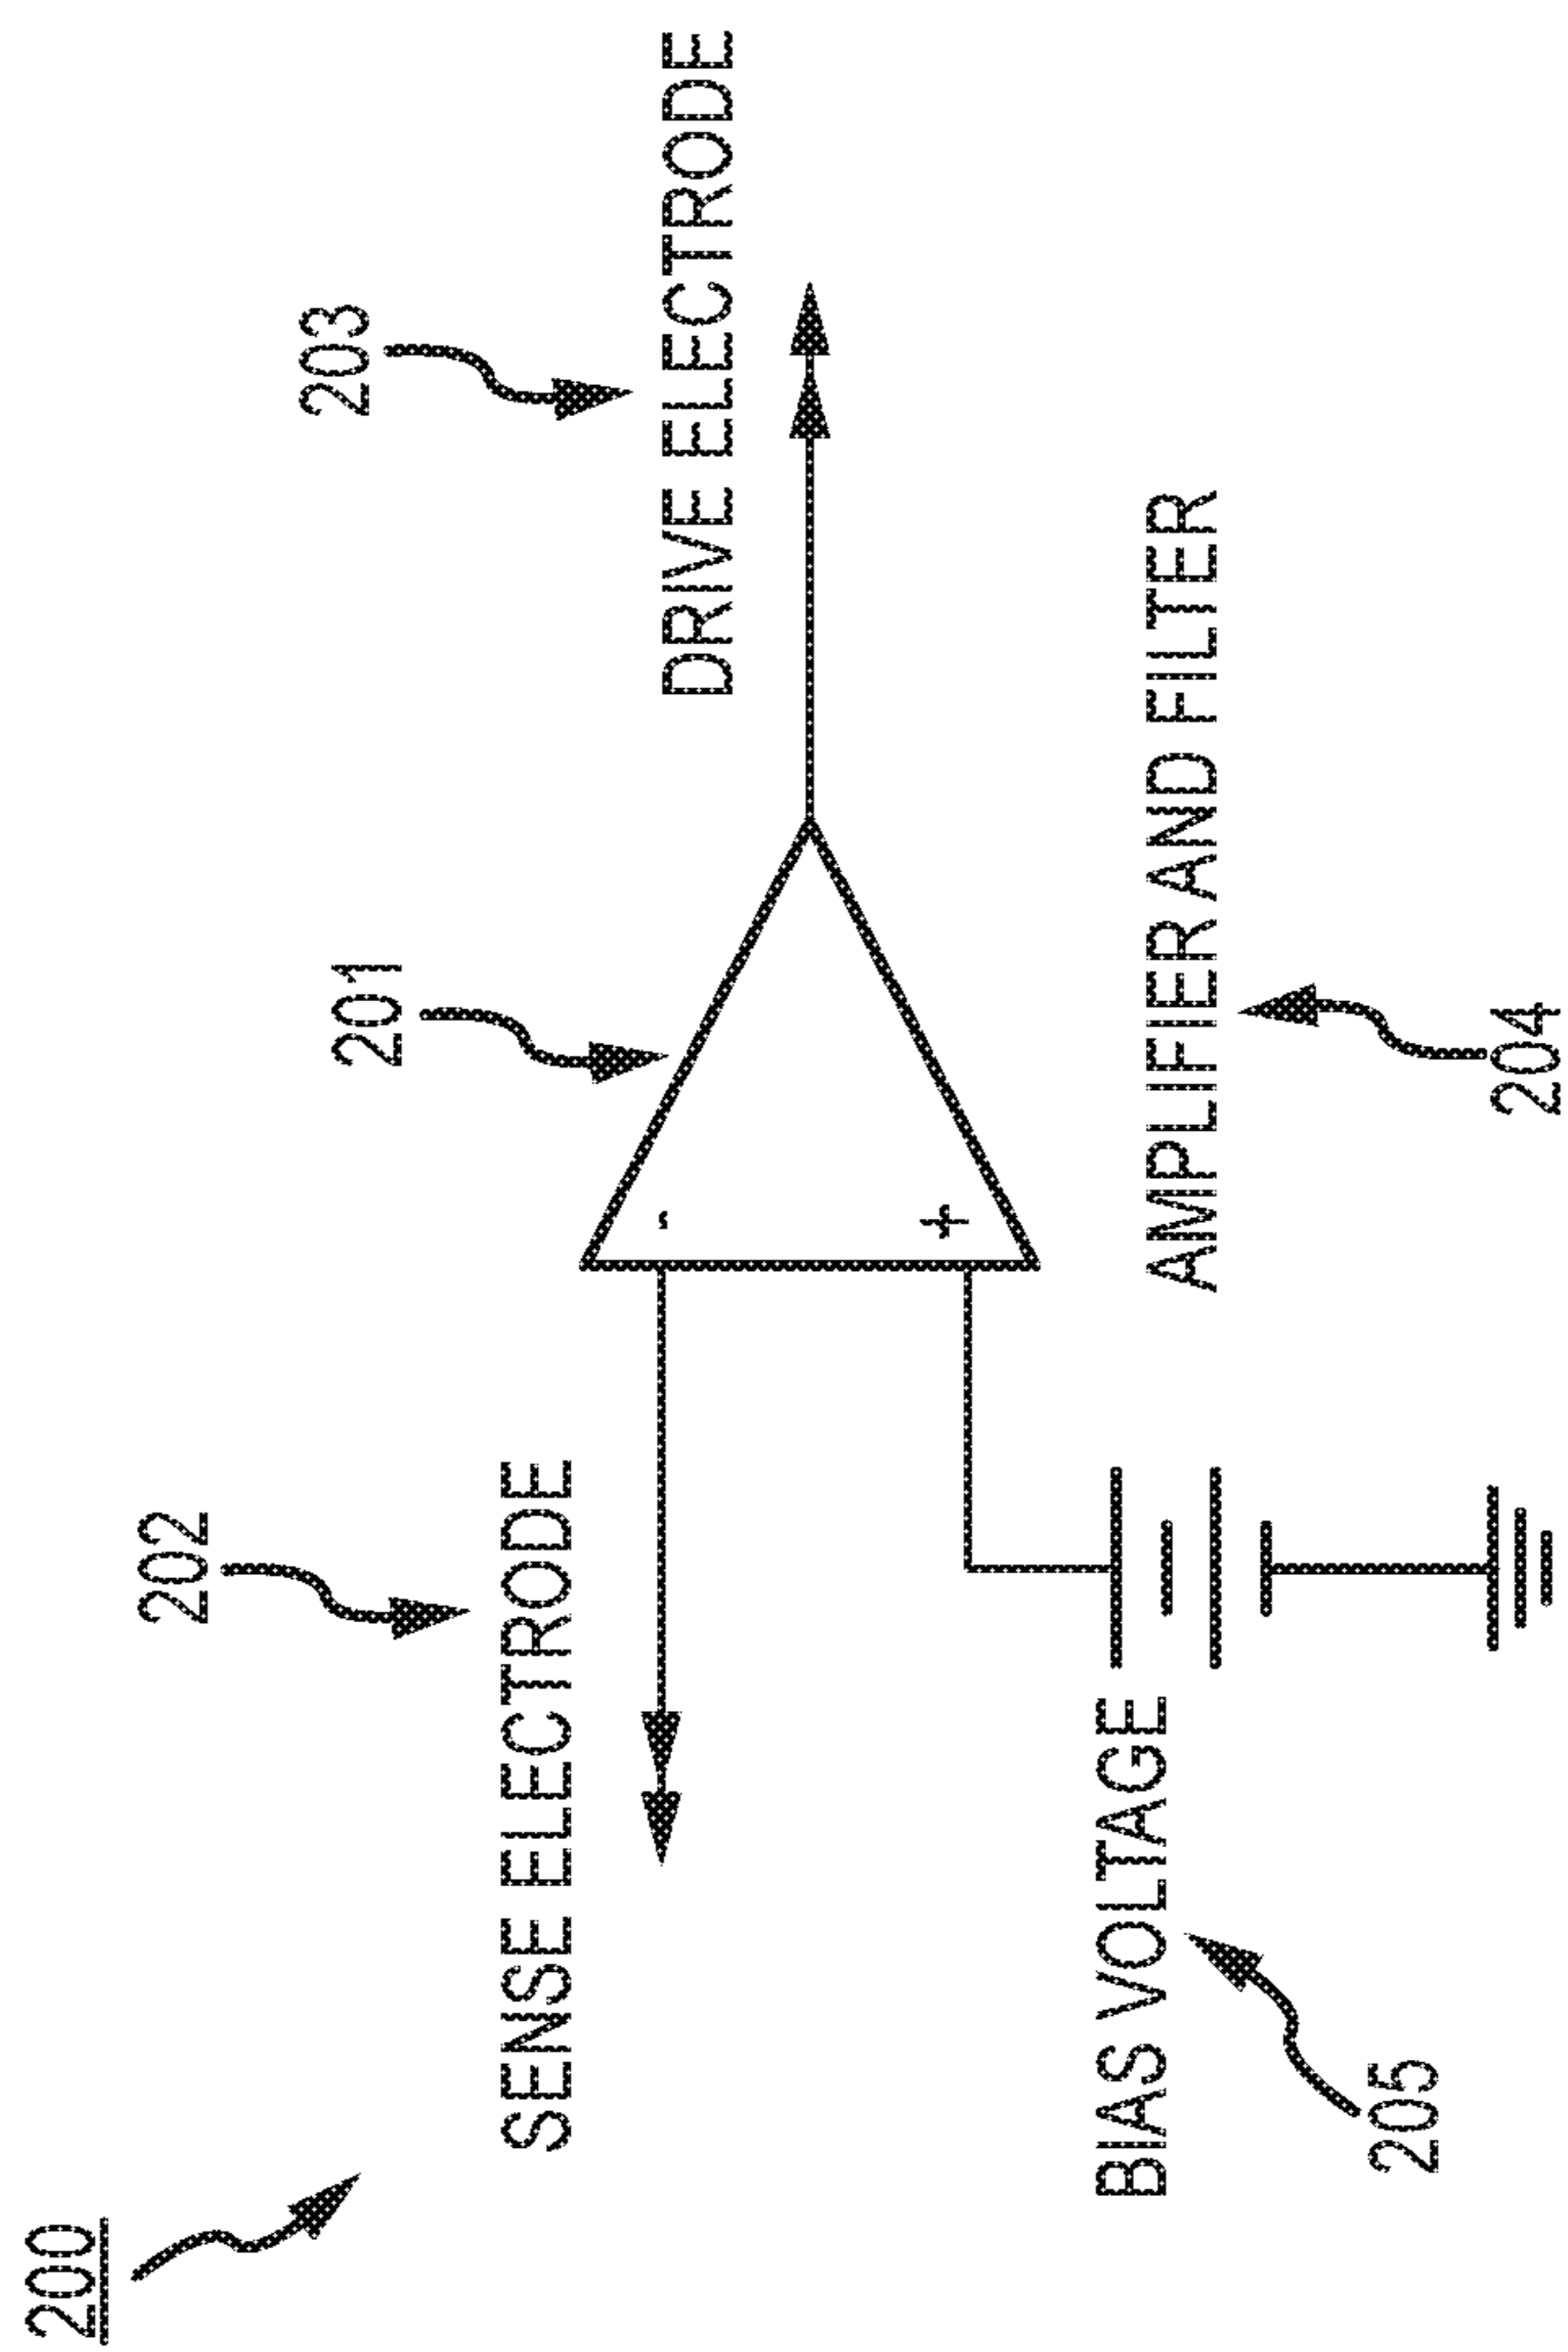 200
202
SENSE ELECTRODE
201
203
DRIVE ELECTRODE
-
+
BIAS VOLTAGE
205
AMPLIFIER AND FILTER
204